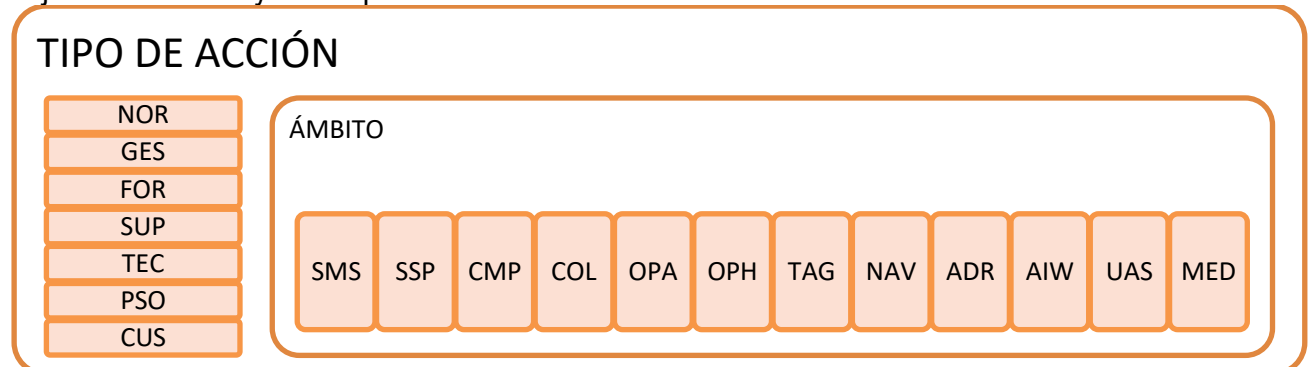 TIPO DE ACCIÓN
NOR
GES
FOR
SUP
TEC
PSO
CUS
ÁMBITO
SMS SSP CMP COL OPA OPH TAG NAV ADR AIW UAS MED